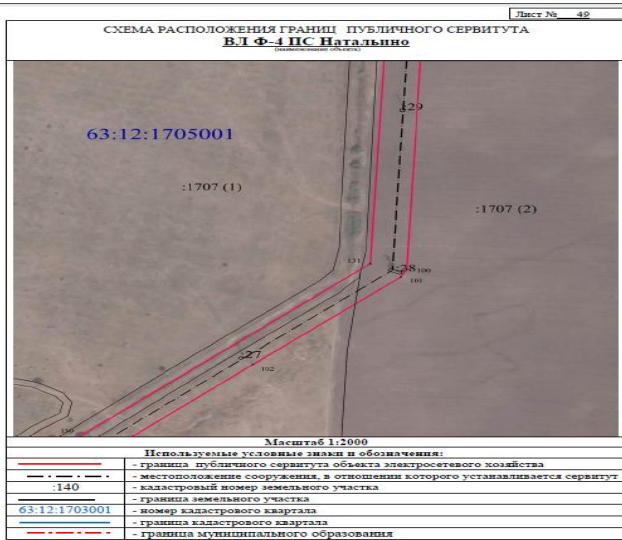 Лист № 49
СХЕМА РАСПОЛОЖЕНИЯ ГРАНИЦ ПУБЛИЧНОГО СЕРВИТУТА
ВЛ Ф-4 ПС Натальино
(наименование объекта)
:29
63:12:1705001
:1707 (1)
:1707 (2)
131
:38
100
101
:27
102
130
Масштаб 1:2000
Используемые условные знаки и обозначения:
- граница публичного сервитута объекта электросетевого хозяйства
- местоположение сооружения, в отношении которого устанавливается сервитут
:140 - кадастровый номер земельного участка
- граница земельного участка
63:12:1703001 - номер кадастрового квартала
- граница кадастрового квартала
- граница муниципального образования